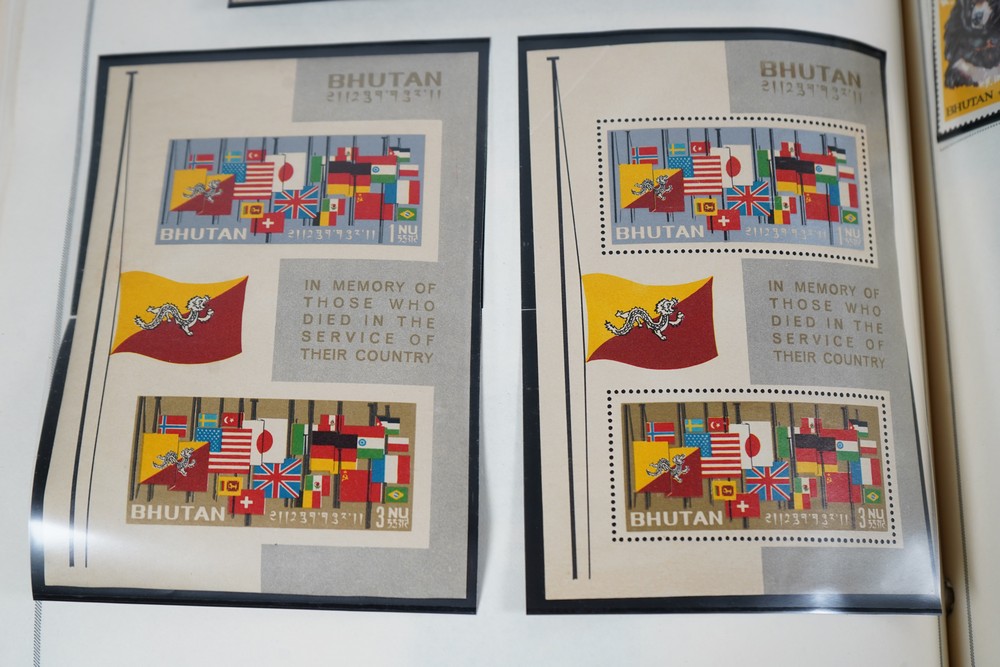 BHUTAN
BHUTAN 1 NU
IN MEMORY OF
THOSE WHO
DIED IN THE
SERVICE OF
THEIR COUNTRY
BHUTAN 3 NU
BHUTAN
BHUTAN 1 NU
IN MEMORY OF
THOSE WHO
DIED IN THE
SERVICE OF
THEIR COUNTRY
BHUTAN 3 NU
BHUTAN